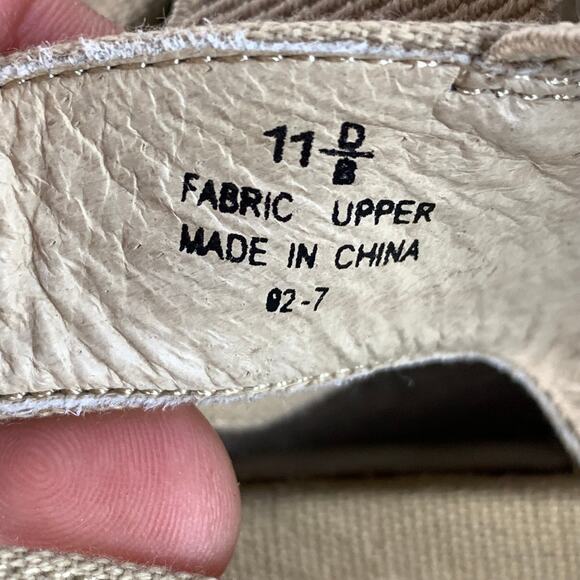 11 D/B
FABRIC UPPER
MADE IN CHINA
02-7